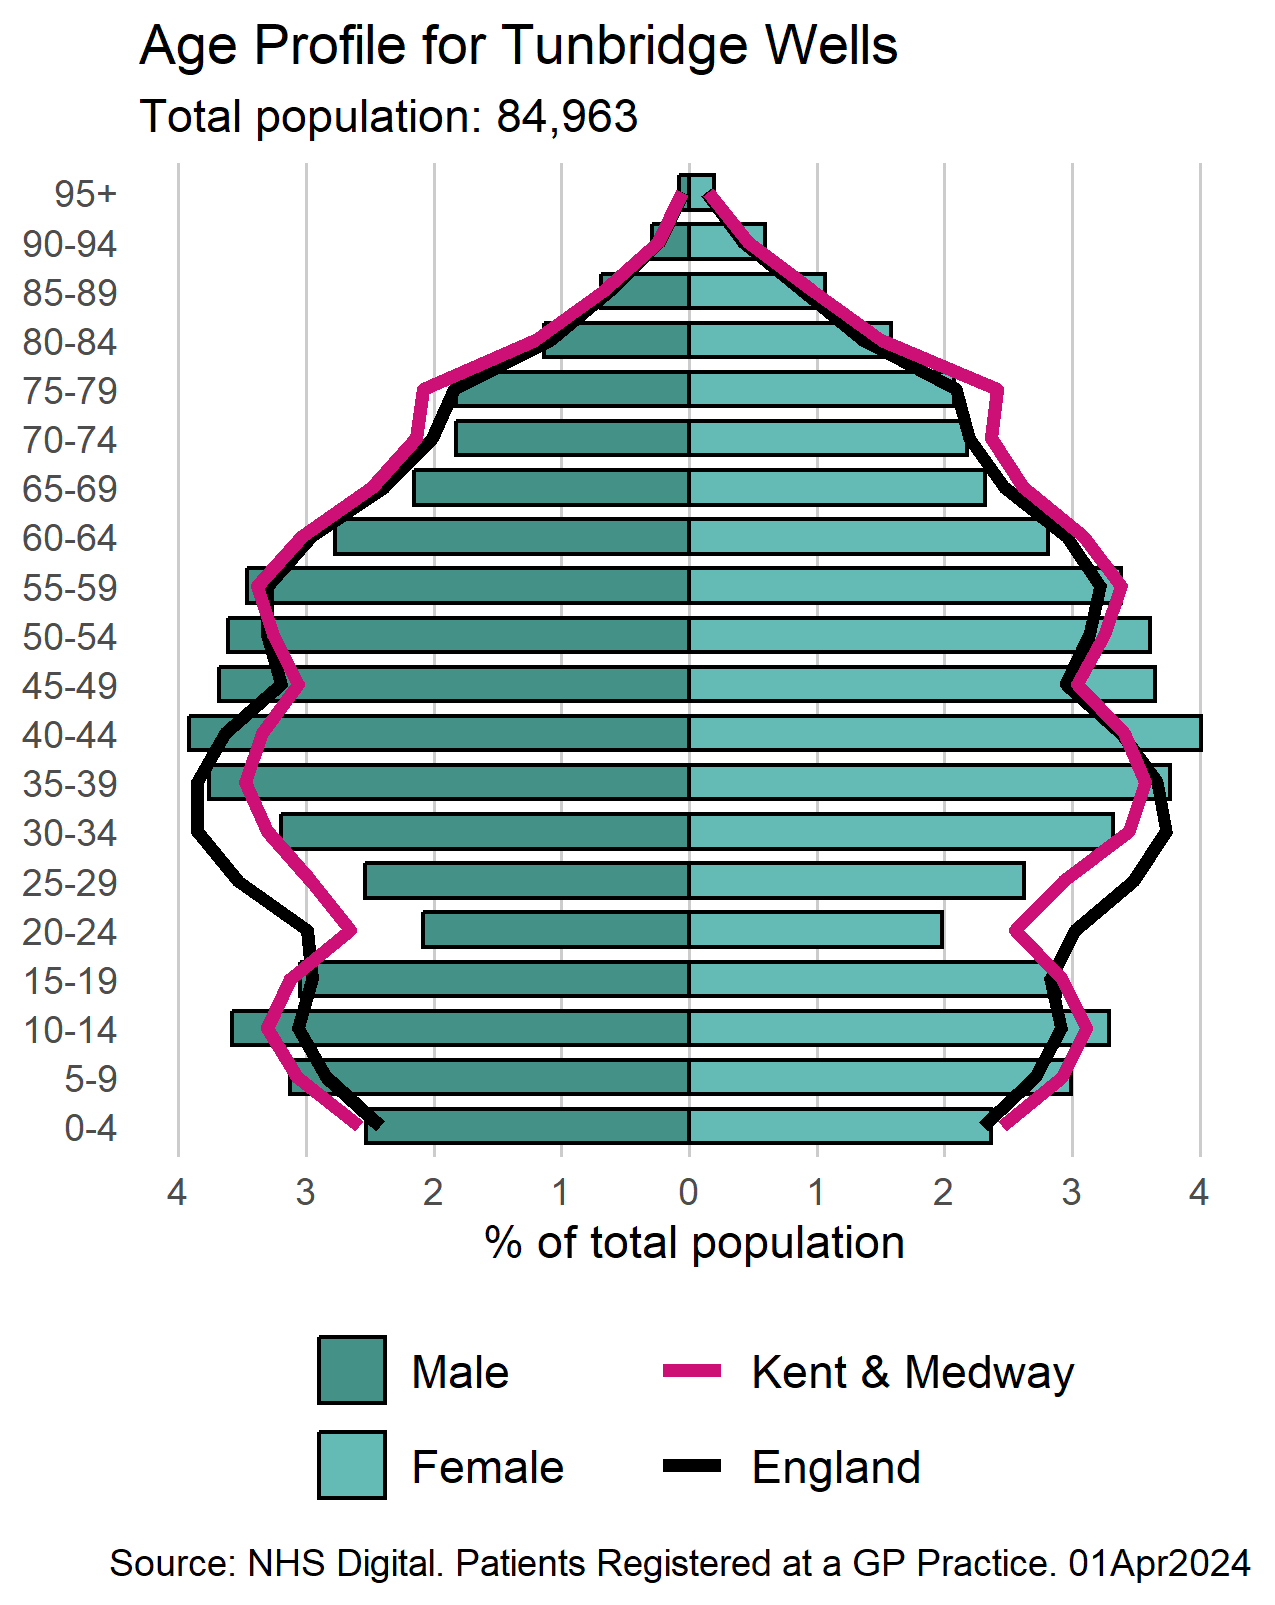 Age Profile for Tunbridge Wells
Total population: 84,963
95+
90-94
85-89
80-84
75-79
70-74
65-69
60-64
55-59
50-54
45-49
40-44
35-39
30-34
25-29
20-24
15-19
10-14
5-9
0-4
4 3 2 1 0 1 2 3 4
% of total population
Male Kent & Medway
Female England
Source: NHS Digital. Patients Registered at a GP Practice. 01Apr2024